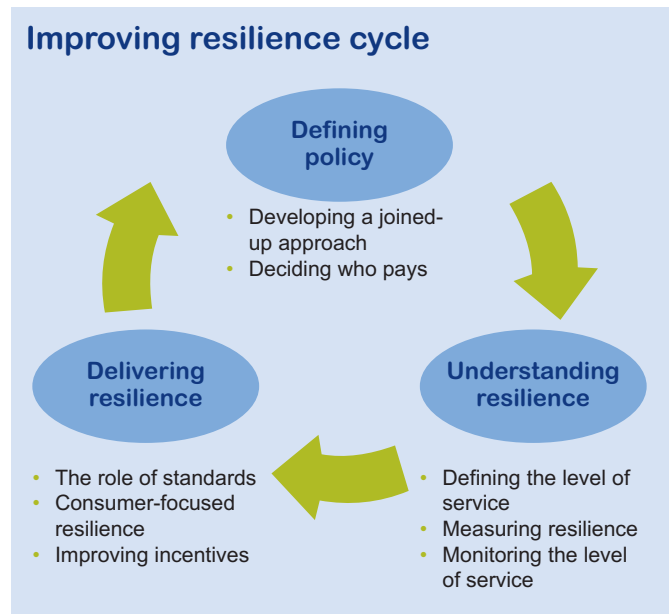 Improving resilience cycle
Defining
policy
• Developing a joined-
up approach
• Deciding who pays
Understanding
resilience
• Defining the level of
service
• Measuring resilience
• Monitoring the level
of service
Delivering
resilience
• The role of standards
• Consumer-focused
resilience
• Improving incentives